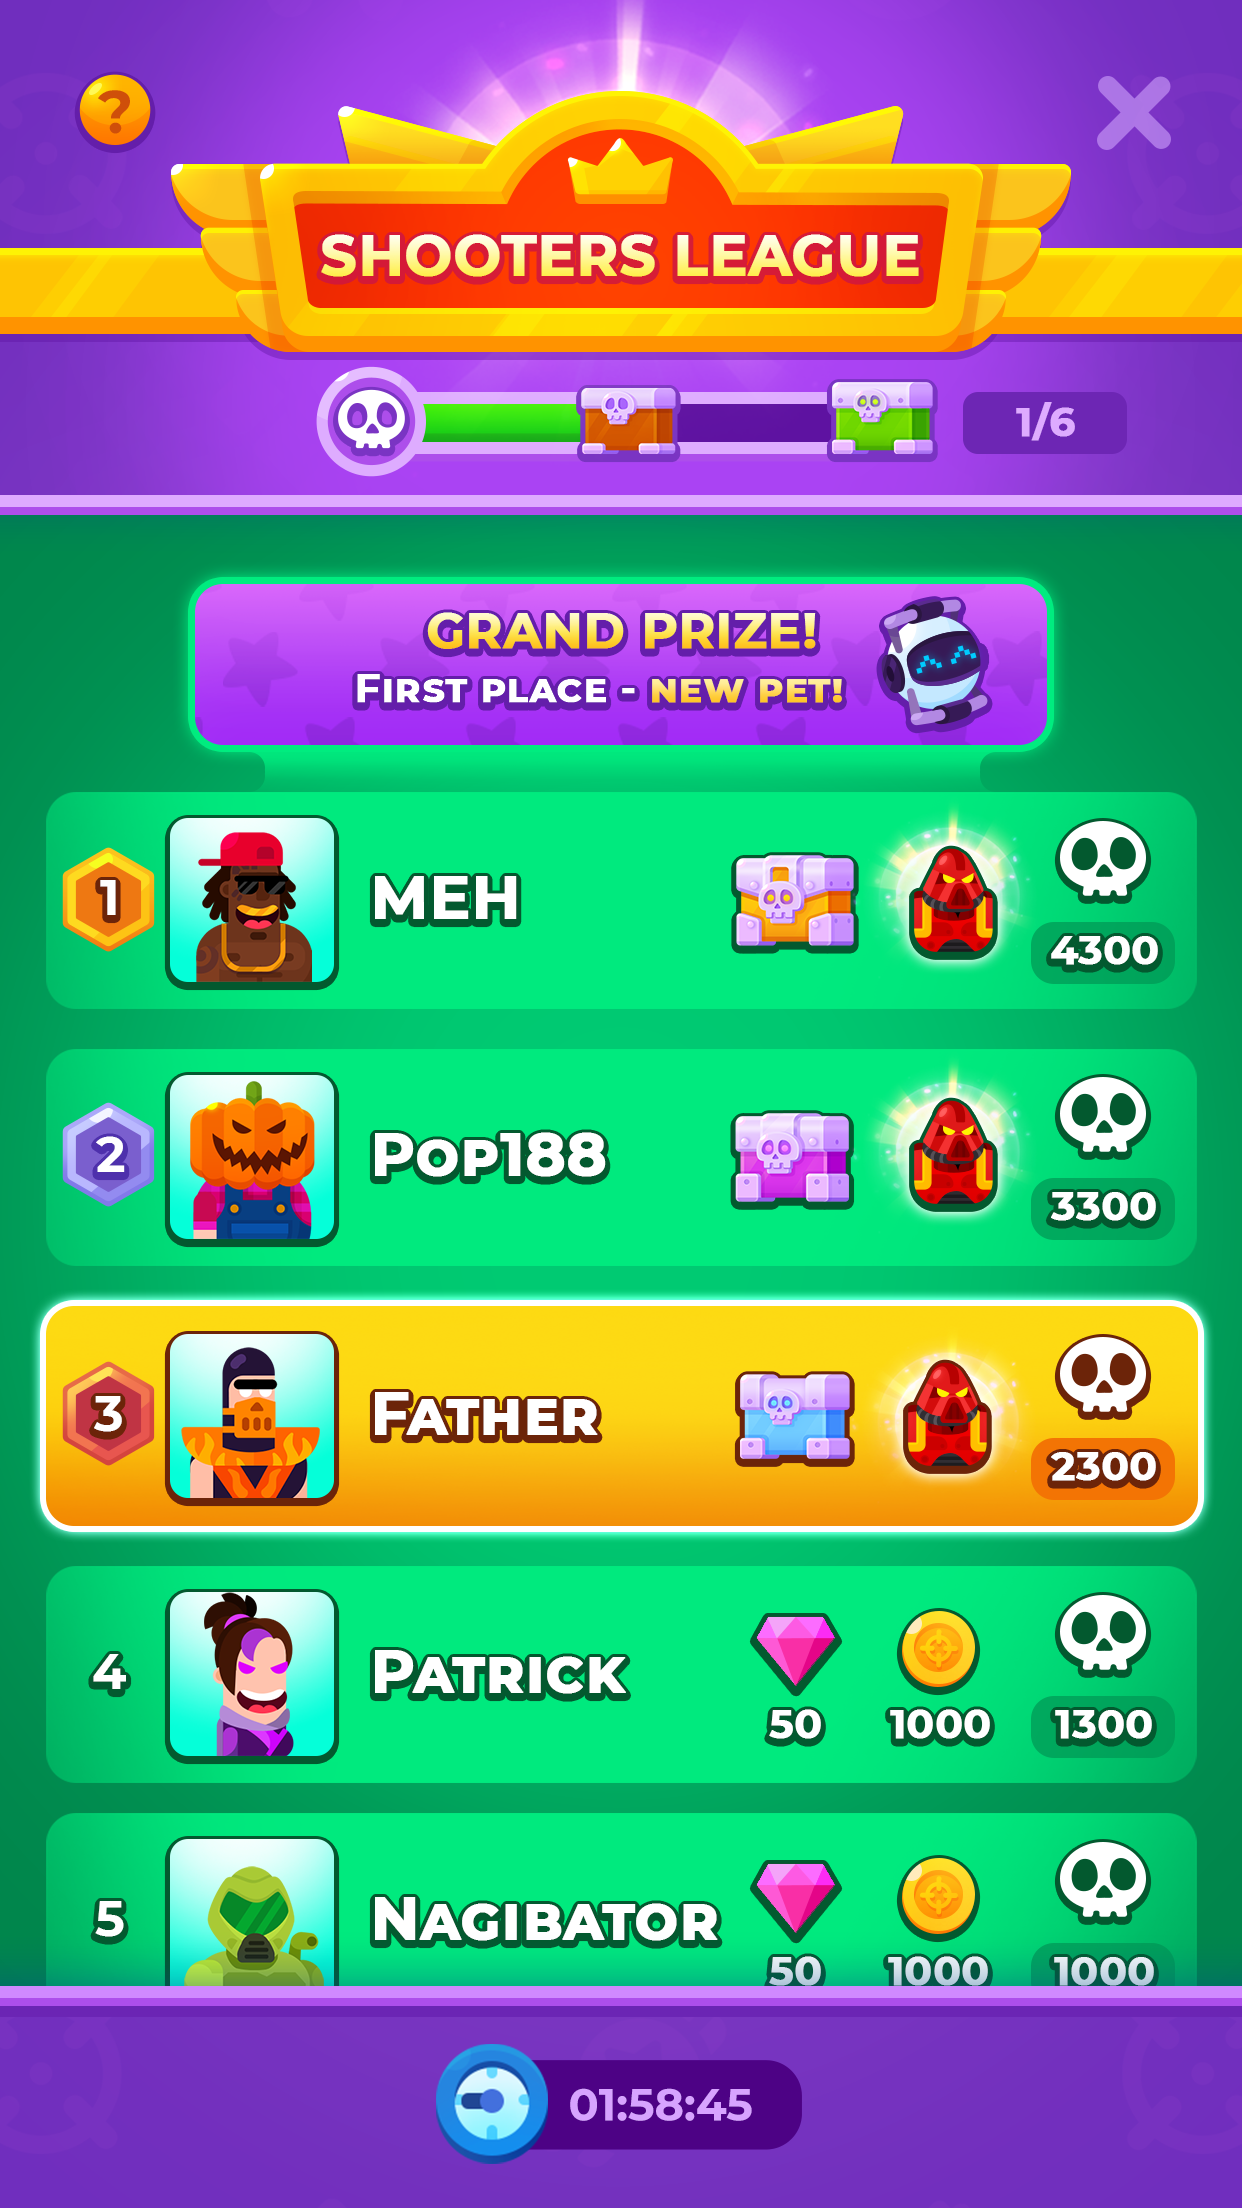 ?
SHOOTERS LEAGUE
1/6
GRAND PRIZE!
FIRST PLACE - NEW PET!
1
MEH
4300
2
POP188
3300
3
FATHER
2300
4
PATRICK
50
1000
1300
5
NAGIBATOR
50
1000
1000
01:58:45